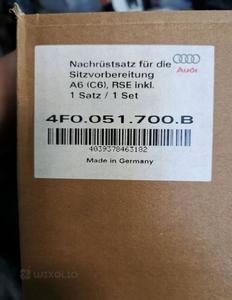 Nachrüstsatz für die
Sitzvorbereitung
A6 (C6), RSE inkl.
1 Satz / 1 Set
Audi
4F0.051.700.B
4039378463182
Made in Germany
wixolio